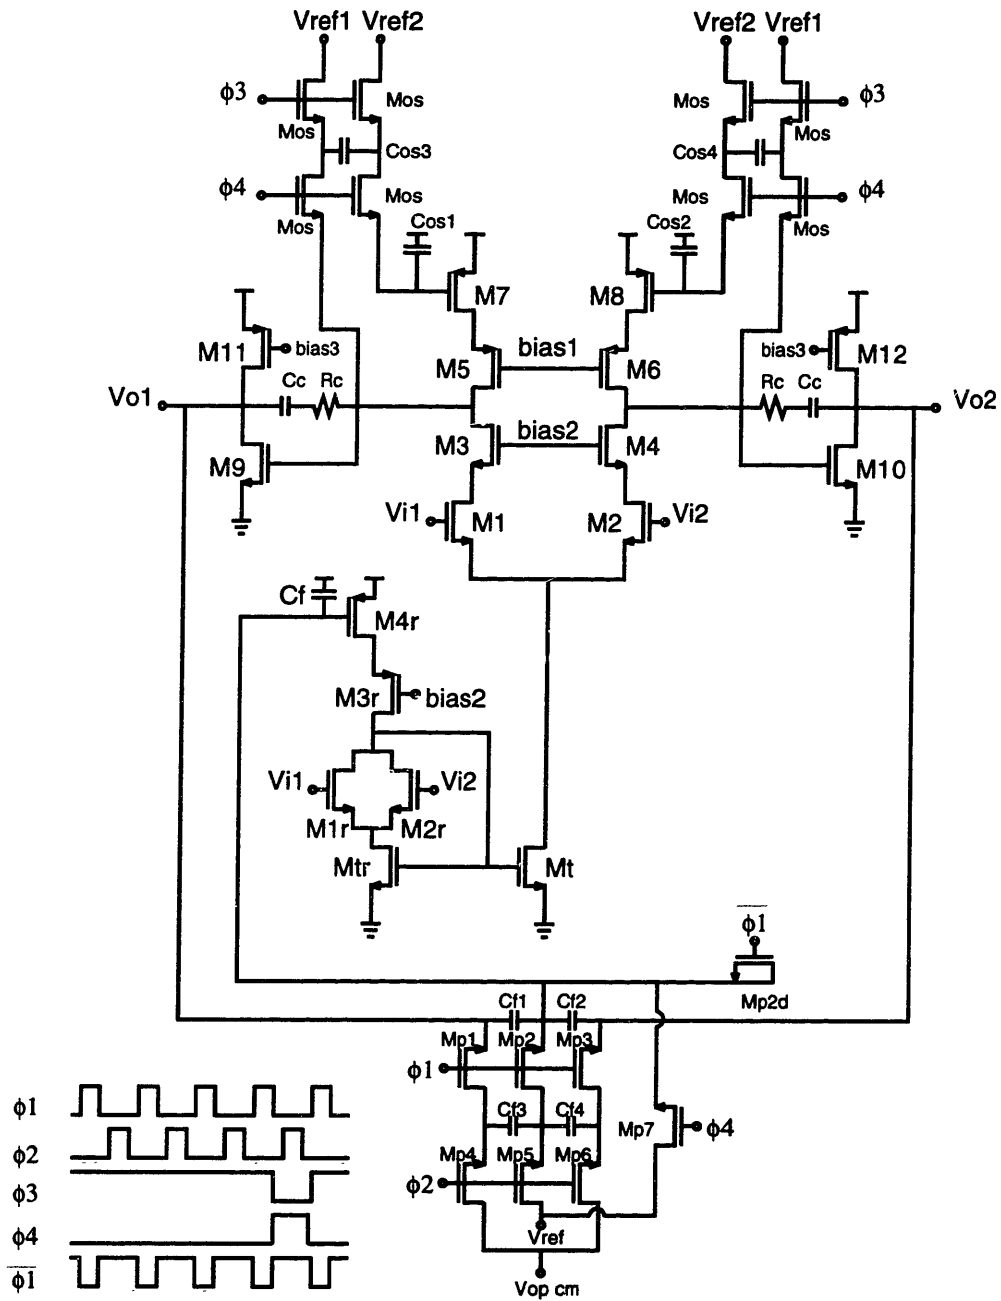 Vref1 Vref2 Vref2 Vref1
ϕ3 Mos Mos ϕ3
Mos Mos
Cos3 Cos4
ϕ4 Mos Mos ϕ4
Mos Mos
Cos1 Cos2
M7 M8
M11 bias3 bias1 bias3 M12
M5 M6
Cc Rc Rc Cc
Vo1 Vo2
M3 bias2 M4
M9 M10
Vi1 M1 M2 Vi2
Cf
M4r
M3r bias2
Vi1 Vi2
M1r M2r
Mtr Mt
ϕ1
Mp2d
Cf1 Cf2
Mp1 Mp2 Mp3
ϕ1
Cf3 Cf4
Mp7 ϕ4
Mp4 Mp5 Mp6
ϕ2
Vref
Vop cm
ϕ1
ϕ2
ϕ3
ϕ4
ϕ1